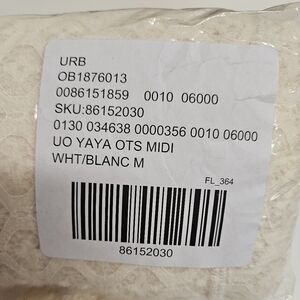 URB
OB1876013
0086151859 0010 06000
SKU:86152030
0130 034638 0000356 0010 06000
UO YAYA OTS MIDI
WHT/BLANC M
FL_364
86152030